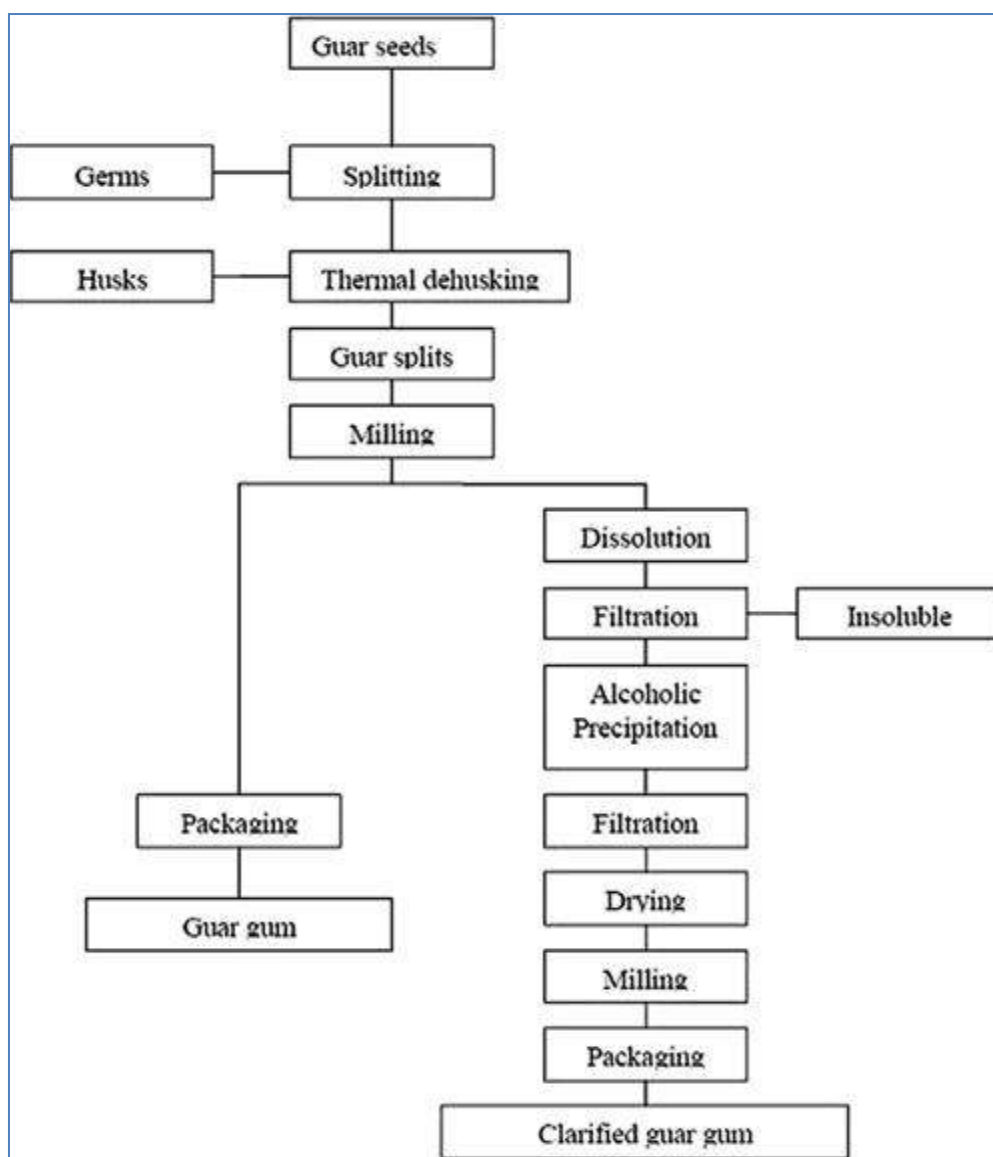 Guar seeds
Germs
Splitting
Husks
Thermal dehusking
Guar splits
Milling
Dissolution
Filtration
Insoluble
Alcoholic
Precipitation
Packaging
Filtration
Guar gum
Drying
Milling
Packaging
Clarified guar gum